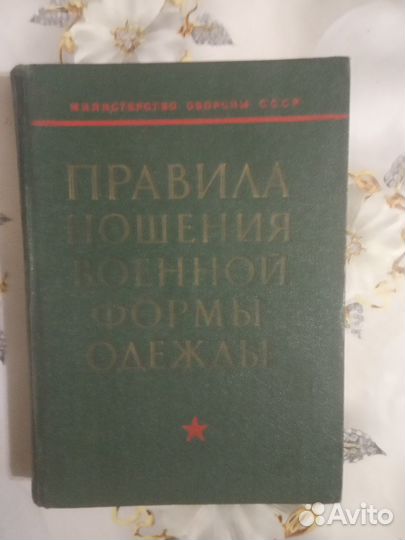 МИНИСТЕРСТВО ОБОРОНЫ СССР
ПРАВИЛА
НОШЕНИЯ
ВОЕННОЙ
ФОРМЫ
ОДЕЖДЫ
Avito